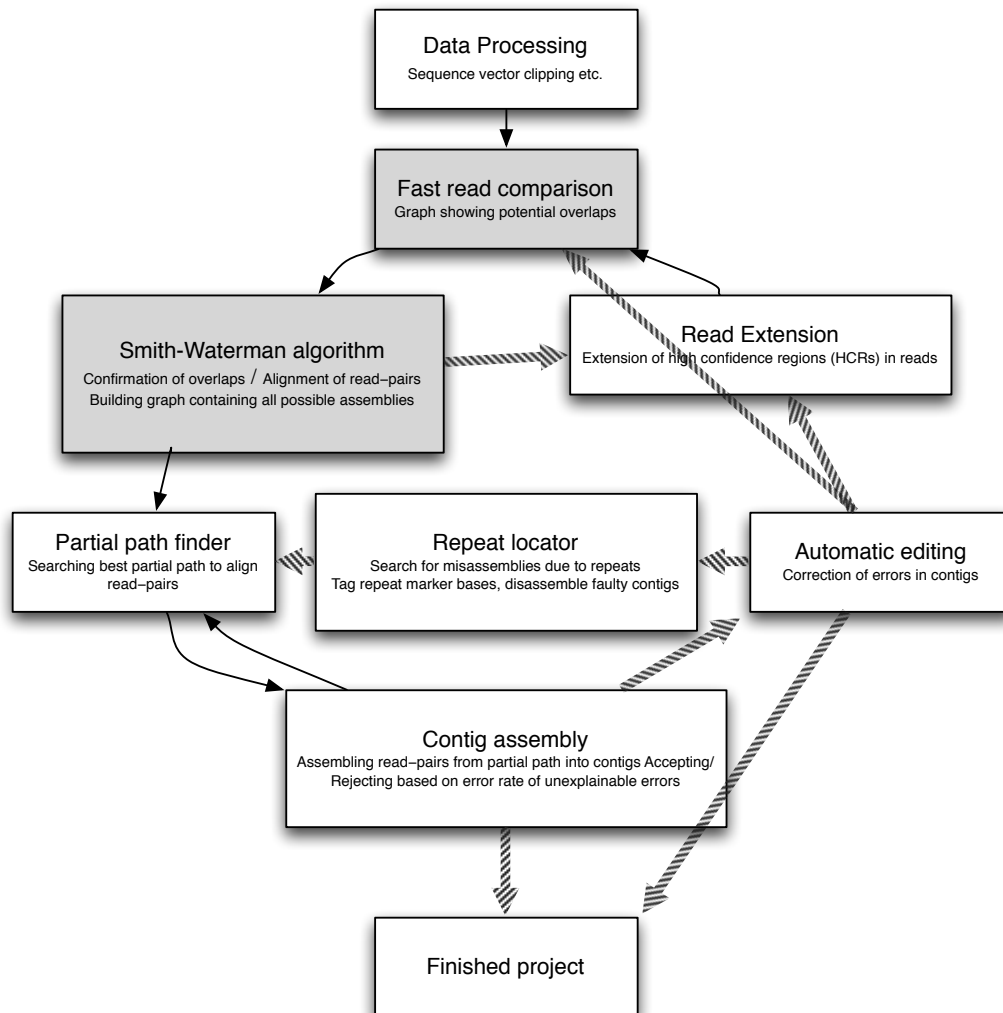 Data Processing
Sequence vector clipping etc.
Fast read comparison
Graph showing potential overlaps
Smith-Waterman algorithm
Confirmation of overlaps / Alignment of read–pairs
Building graph containing all possible assemblies
Read Extension
Extension of high confidence regions (HCRs) in reads
Partial path finder
Searching best partial path to align
read–pairs
Repeat locator
Search for misassemblies due to repeats
Tag repeat marker bases, disassemble faulty contigs
Automatic editing
Correction of errors in contigs
Contig assembly
Assembling read–pairs from partial path into contigs Accepting/
Rejecting based on error rate of unexplainable errors
Finished project